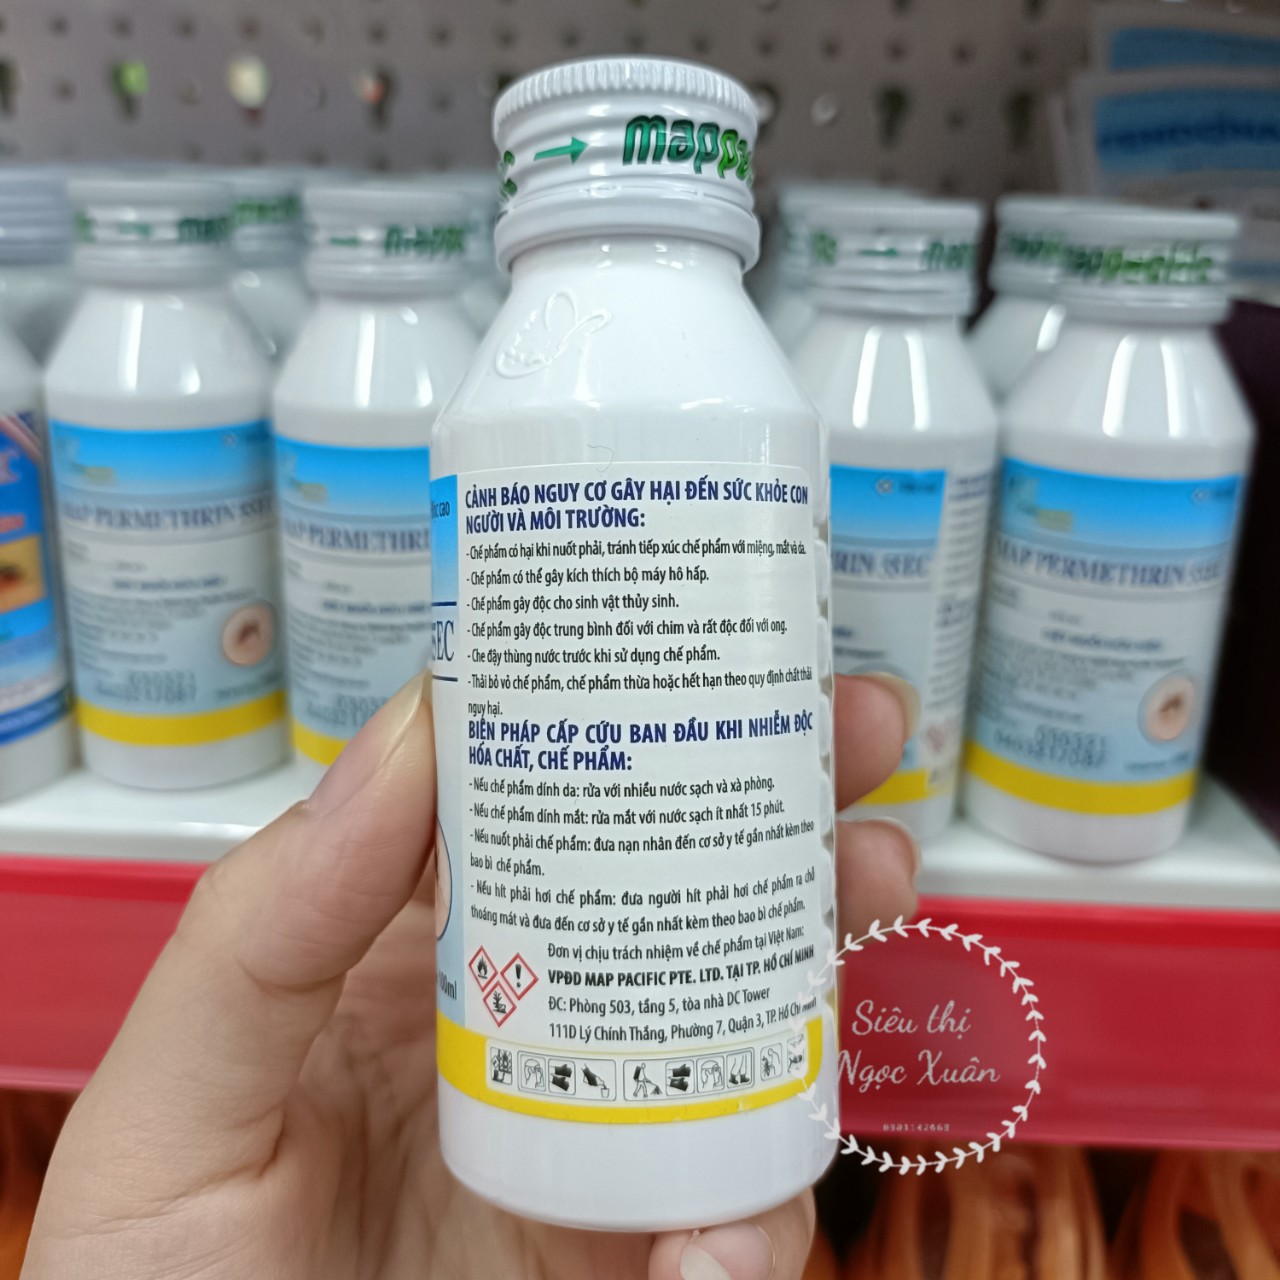 mappa
CẢNH BÁO NGUY CƠ GÂY HẠI ĐẾN SỨC KHỎE CON
NGƯỜI VÀ MÔI TRƯỜNG:
- Chế phẩm có hại khi nuốt phải, tránh tiếp xúc chế phẩm với miệng, mắt và da.
- Chế phẩm có thể gây kích thích bộ máy hô hấp.
- Chế phẩm gây độc cho sinh vật thủy sinh.
- Chế phẩm gây độc trung bình đối với chim và rất độc đối với ong.
- Che đậy thùng nước trước khi sử dụng chế phẩm.
- Thải bỏ vỏ chế phẩm, chế phẩm thừa hoặc hết hạn theo quy định chất thải
nguy hại.
BIỆN PHÁP CẤP CỨU BAN ĐẦU KHI NHIỄM ĐỘC
HÓA CHẤT, CHẾ PHẨM:
- Nếu chế phẩm dính da: rửa với nhiều nước sạch và xà phòng.
- Nếu chế phẩm dính mắt: rửa mắt với nước sạch ít nhất 15 phút.
- Nếu nuốt phải chế phẩm: đưa nạn nhân đến cơ sở y tế gần nhất kèm theo
bao bì chế phẩm.
- Nếu hít phải hơi chế phẩm: đưa người hít phải hơi chế phẩm ra chỗ
thoáng mát và đưa đến cơ sở y tế gần nhất kèm theo bao bì chế phẩm.
Đơn vị chịu trách nhiệm về chế phẩm tại Việt Nam:
VPĐD MAP PACIFIC PTE. LTD. TẠI TP. HỒ CHÍ MINH
ĐC: Phòng 503, tầng 5, tòa nhà DC Tower
111D Lý Chính Thắng, Phường 7, Quận 3, TP. Hồ Chí Minh
100ml
5EC
MAP PERMETHRIN 55EC
MAP PERMETHRI
RIN 55EC
MAP PERMETHRIN 55EC
Siêu thị
Ngọc Xuân